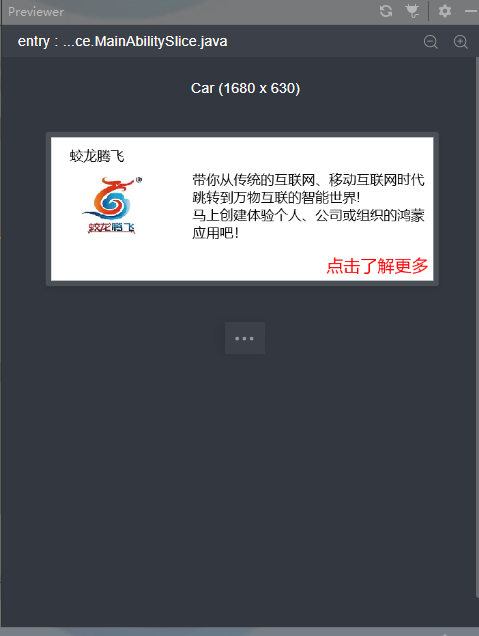 Previewer
entry : ...ce.MainAbilitySlice.java
Car (1680 x 630)
蛟龙腾飞
带你从传统的互联网、移动互联网时代
跳转到万物互联的智能世界!
马上创建体验个人、公司或组织的鸿蒙
应用吧!
®
蛟龙腾飞
点击了解更多